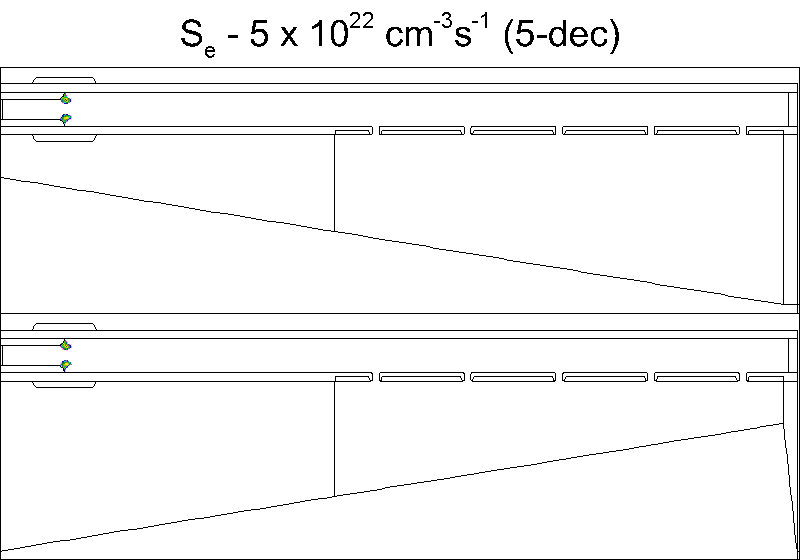 Sₑ - 5 x 10²² cm⁻³s⁻¹ (5-dec)